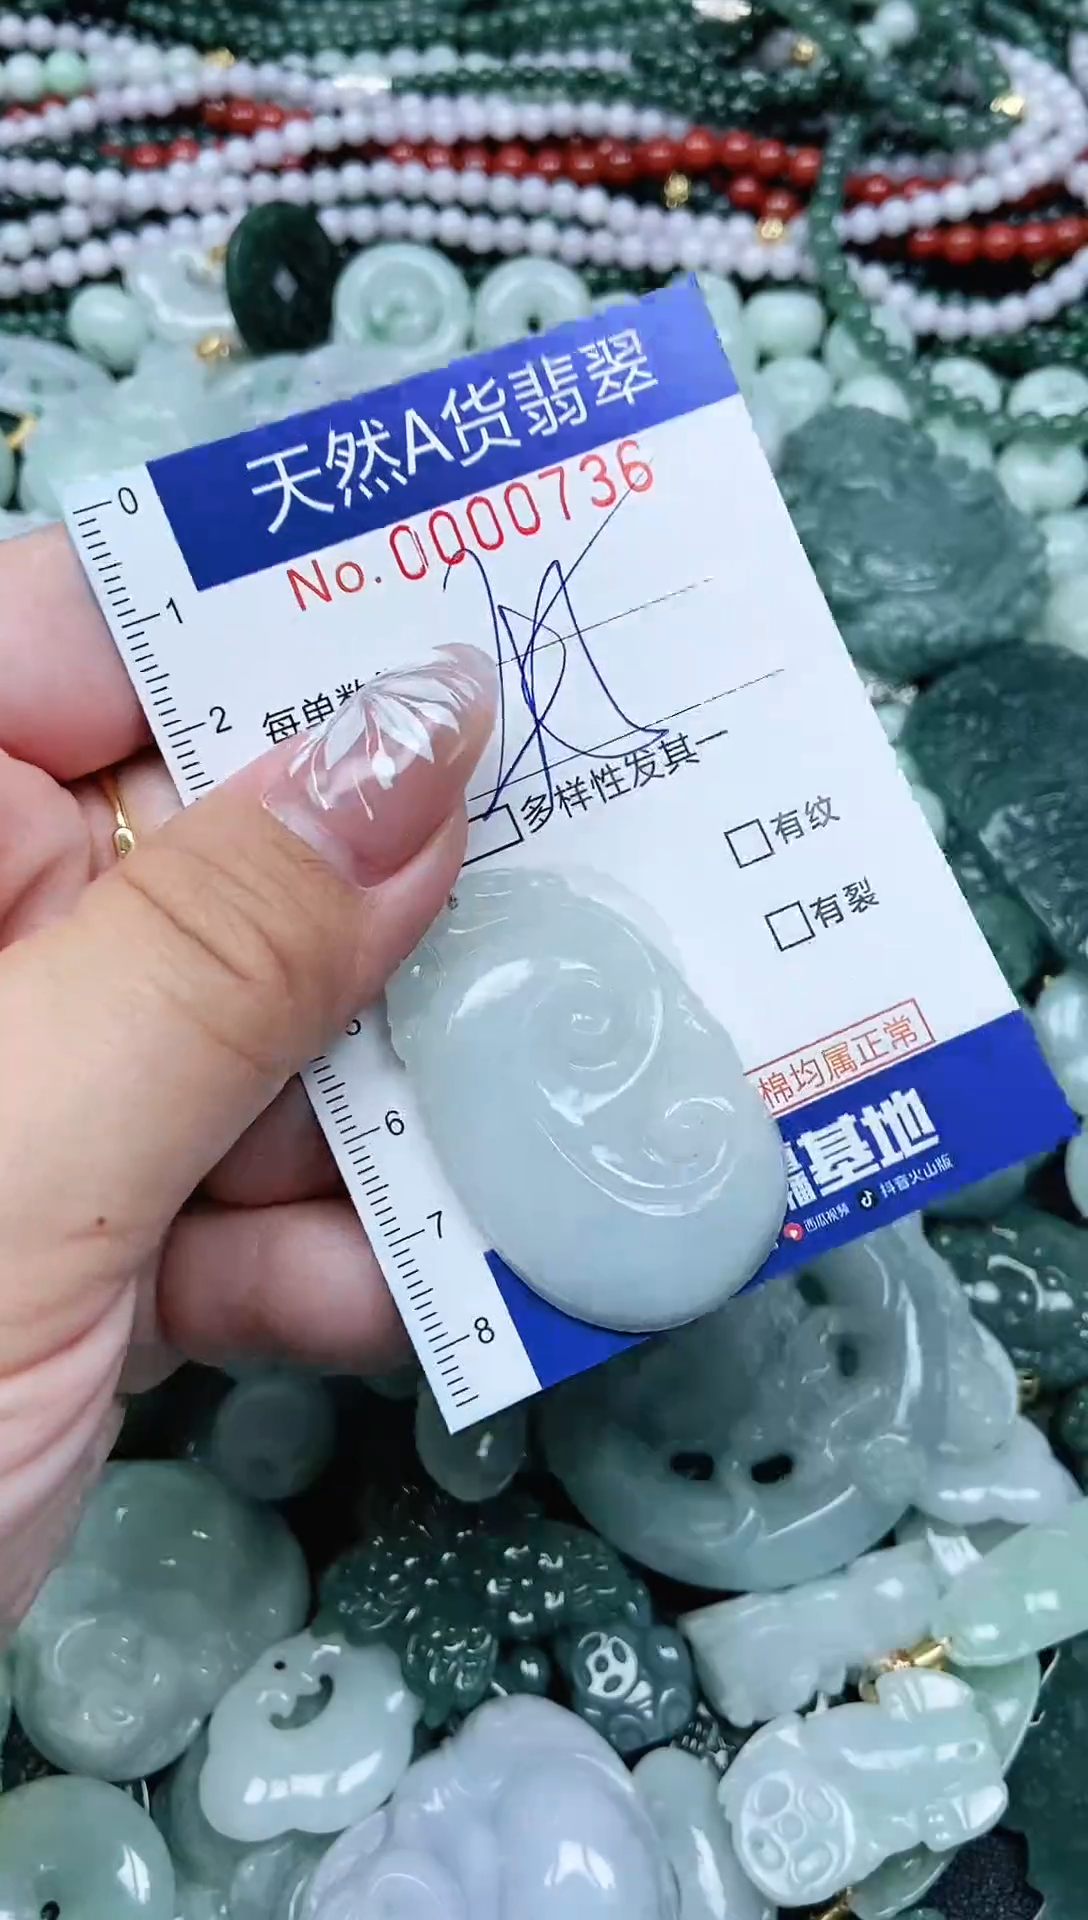 天然A货翡翠
No.0000736
0
1
2
每单数
多样性发其一
有纹
有裂
棉均属正常
6
7
8
播基地
西瓜视频 抖音火山版